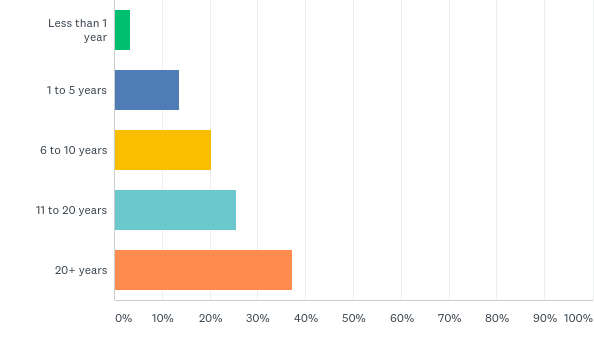 Less than 1
year
1 to 5 years
6 to 10 years
11 to 20 years
20+ years
0% 10% 20% 30% 40% 50% 60% 70% 80% 90% 100%